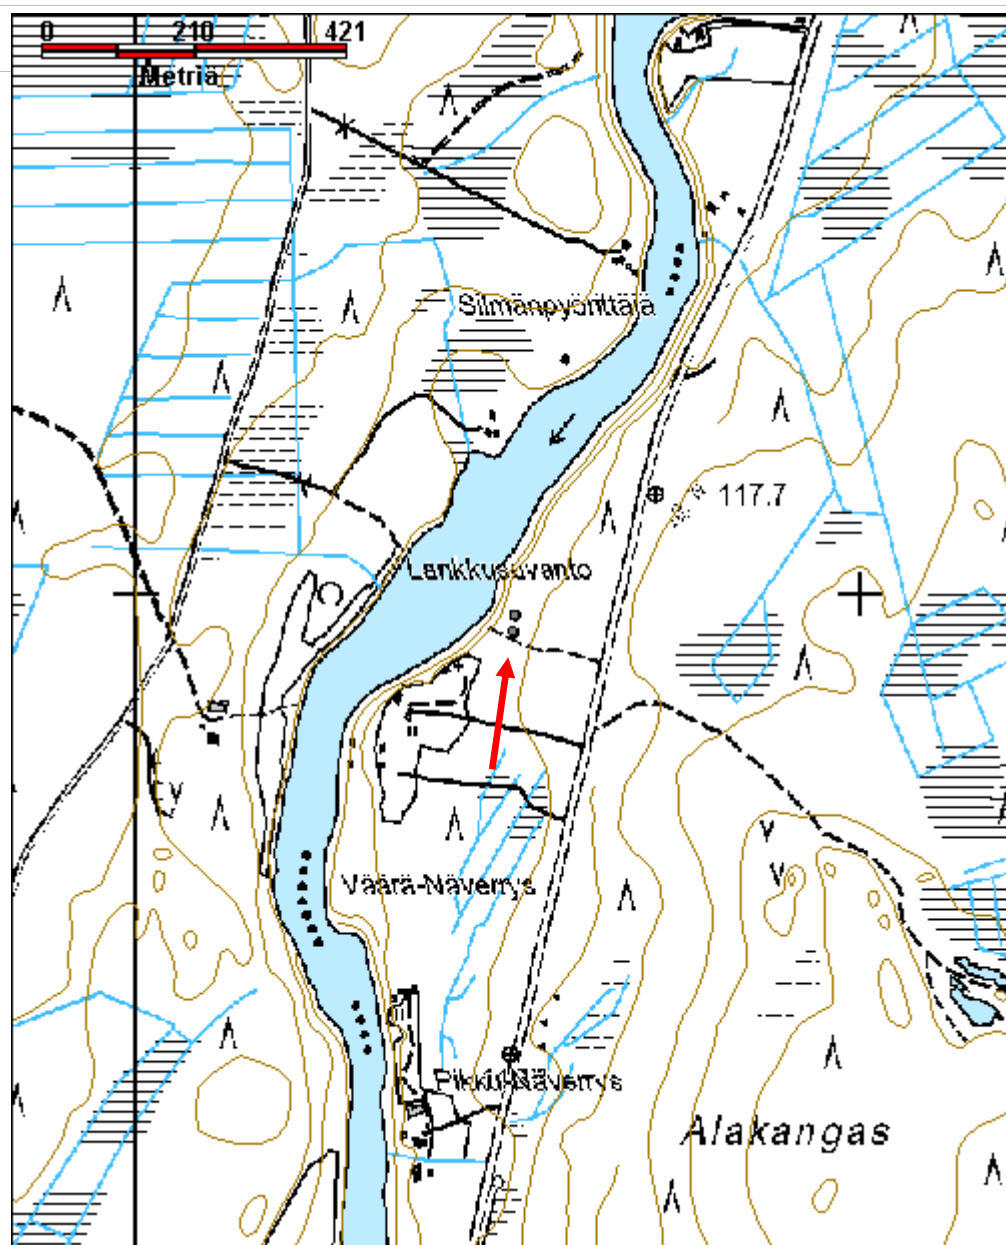 0 210 421
Metriä
Silmänpyörittäjä
117.7
Lankkusuvanto
Väärä-Näverrys
Pikku-Näverrys
Alakangas